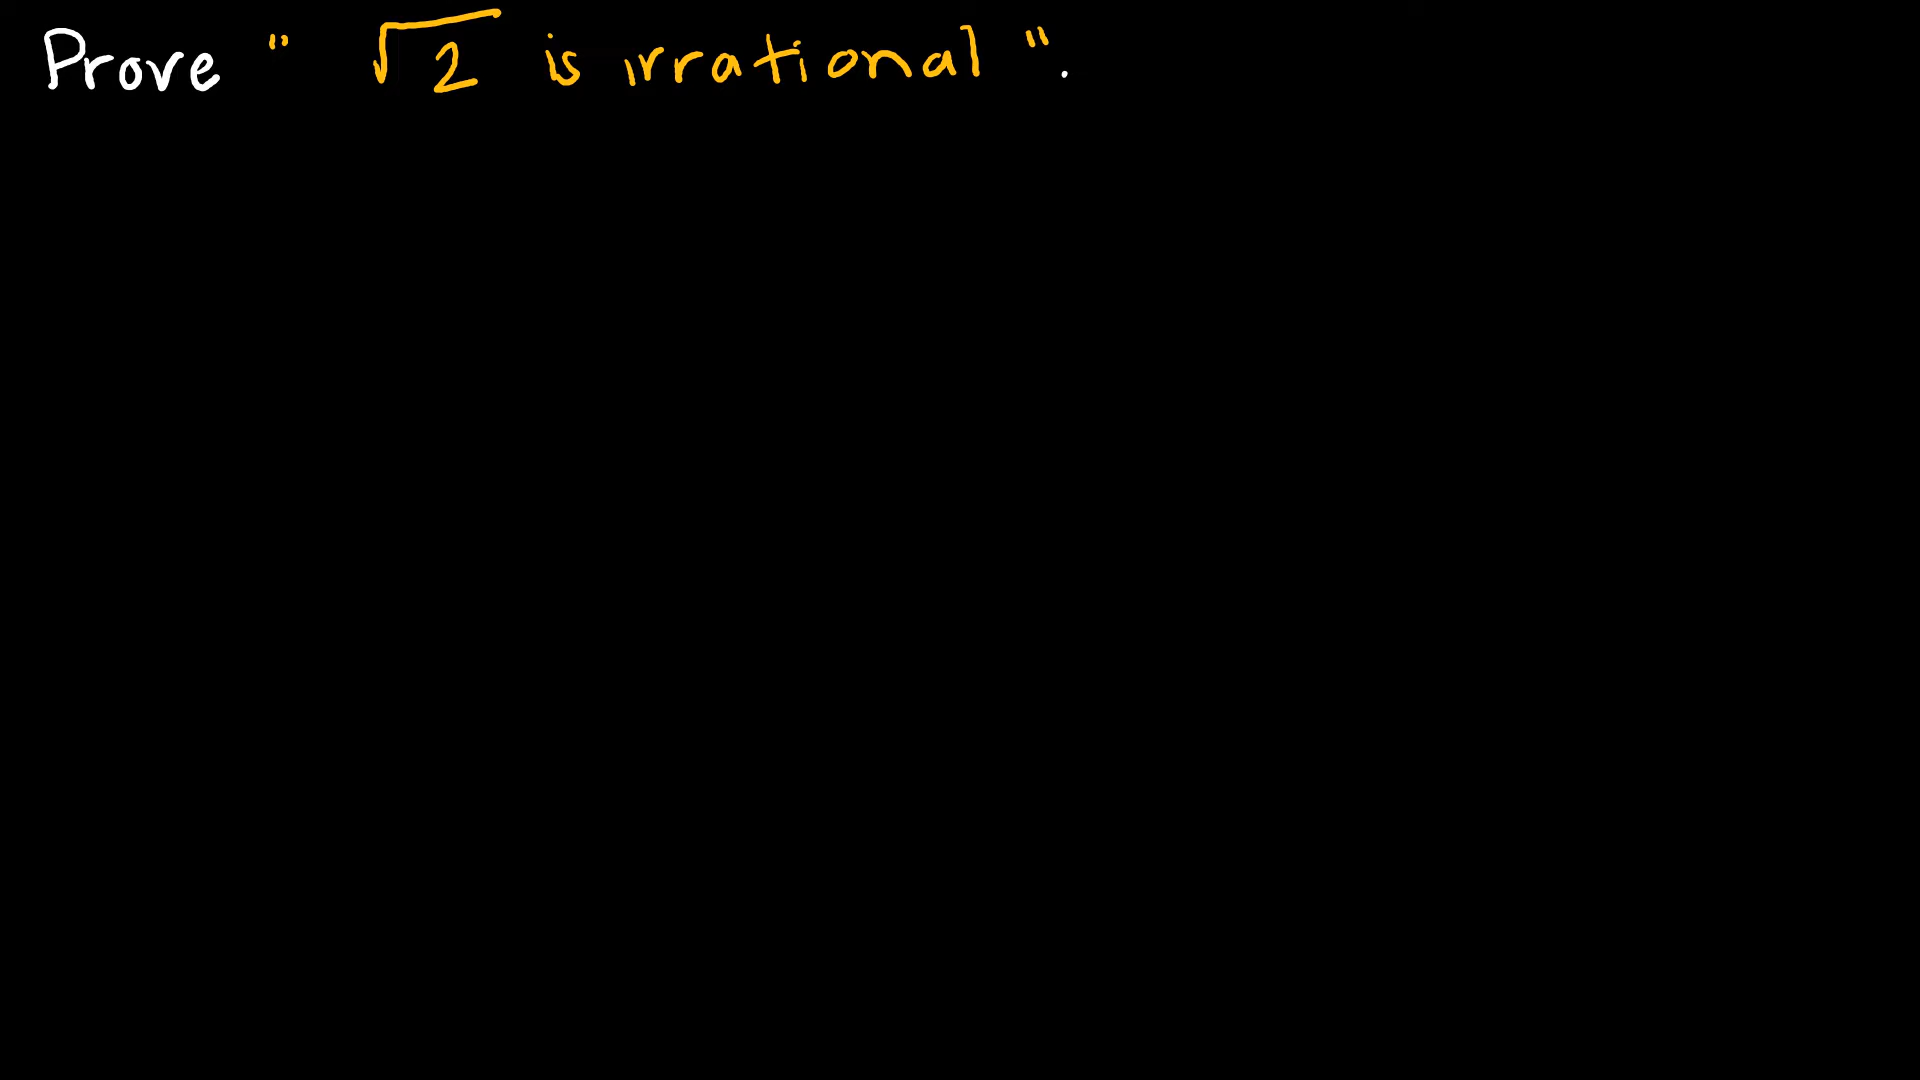 Prove " √2 is irrational ".